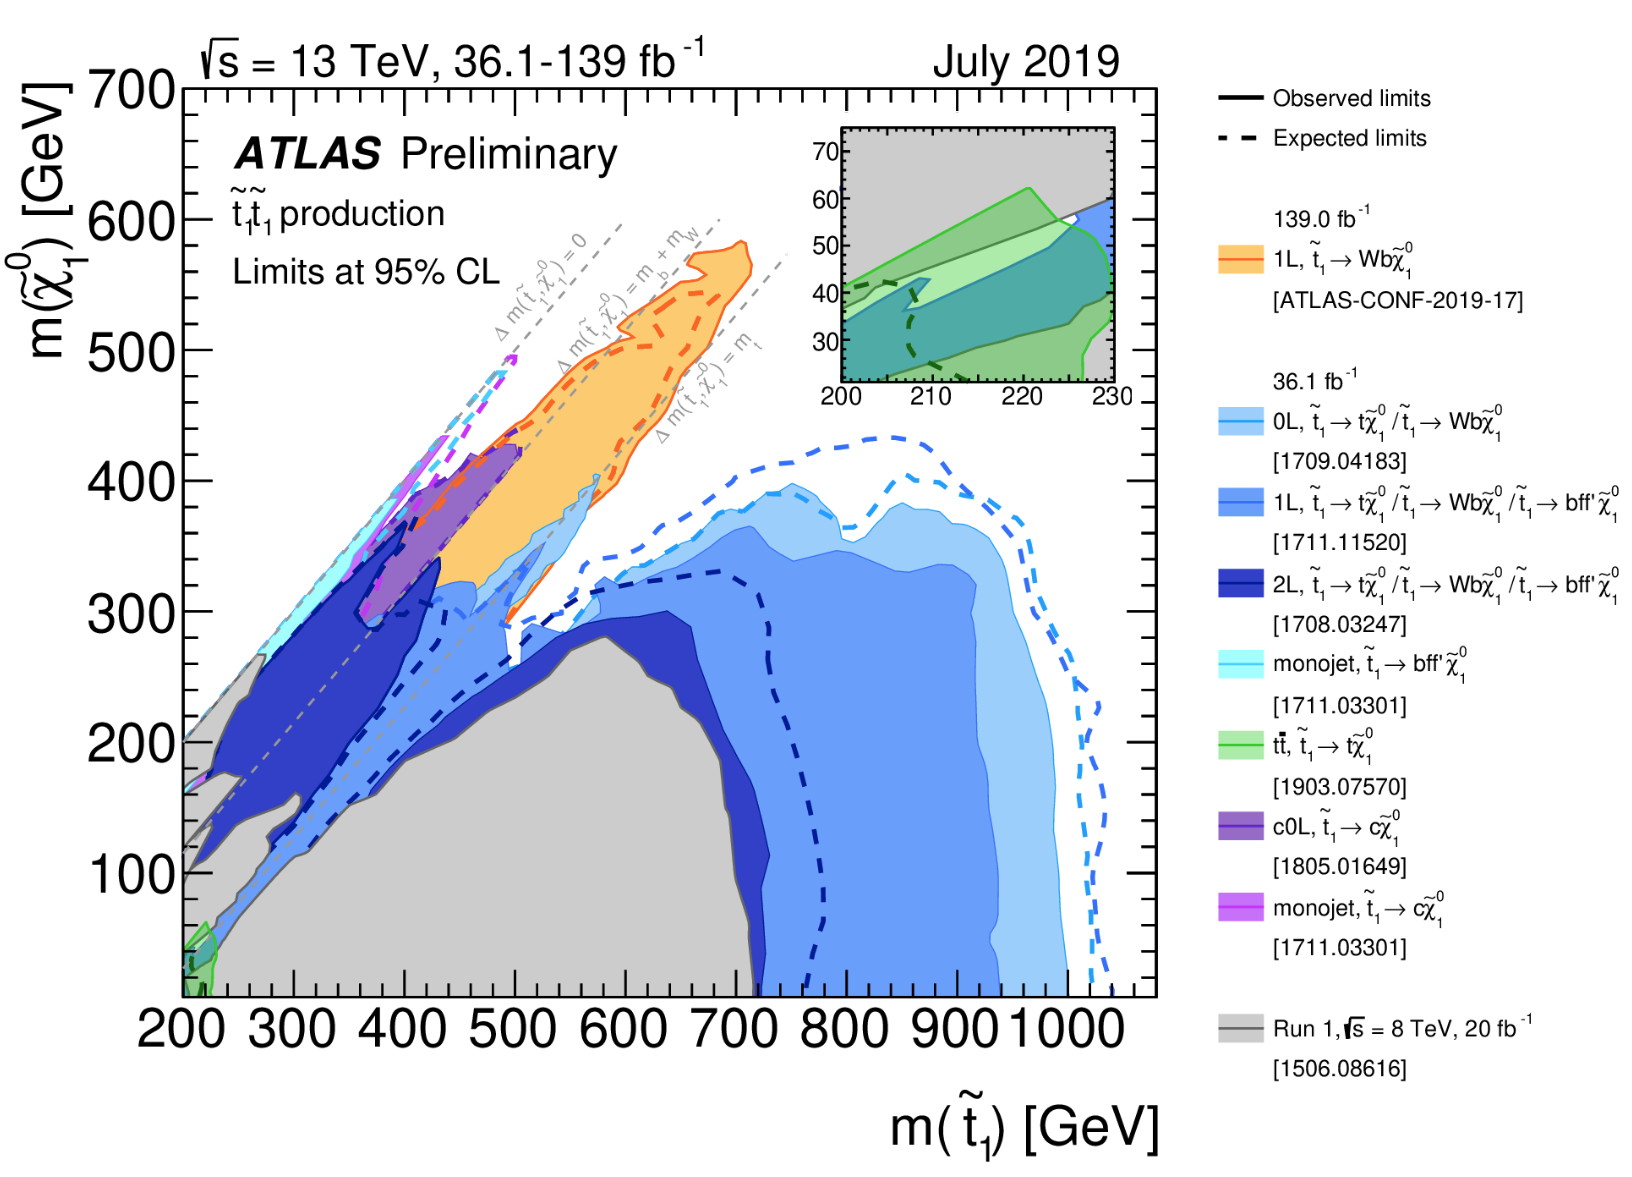 √s = 13 TeV, 36.1-139 fb⁻¹
July 2019
m(χ̃₁⁰) [GeV]
700
600
500
400
300
200
100
ATLAS Preliminary
t̃₁t̃₁ production
Limits at 95% CL
Δ m(t̃₁,χ̃₁⁰) = 0
Δ m(t̃₁,χ̃₁⁰) = m_b + m_W
Δ m(t̃₁,χ̃₁⁰) = m_t
70
60
50
40
30
200 210 220 230
200 300 400 500 600 700 800 900 1000
m(t̃₁) [GeV]
Observed limits
Expected limits
139.0 fb⁻¹
1L, t̃₁ → Wbχ̃₁⁰
[ATLAS-CONF-2019-17]
36.1 fb⁻¹
0L, t̃₁ → tχ̃₁⁰ / t̃₁ → Wbχ̃₁⁰
[1709.04183]
1L, t̃₁ → tχ̃₁⁰ / t̃₁ → Wbχ̃₁⁰ / t̃₁ → bff' χ̃₁⁰
[1711.11520]
2L, t̃₁ → tχ̃₁⁰ / t̃₁ → Wbχ̃₁⁰ / t̃₁ → bff' χ̃₁⁰
[1708.03247]
monojet, t̃₁ → bff' χ̃₁⁰
[1711.03301]
tt̄, t̃₁ → tχ̃₁⁰
[1903.07570]
c0L, t̃₁ → cχ̃₁⁰
[1805.01649]
monojet, t̃₁ → cχ̃₁⁰
[1711.03301]
Run 1, √s = 8 TeV, 20 fb⁻¹
[1506.08616]